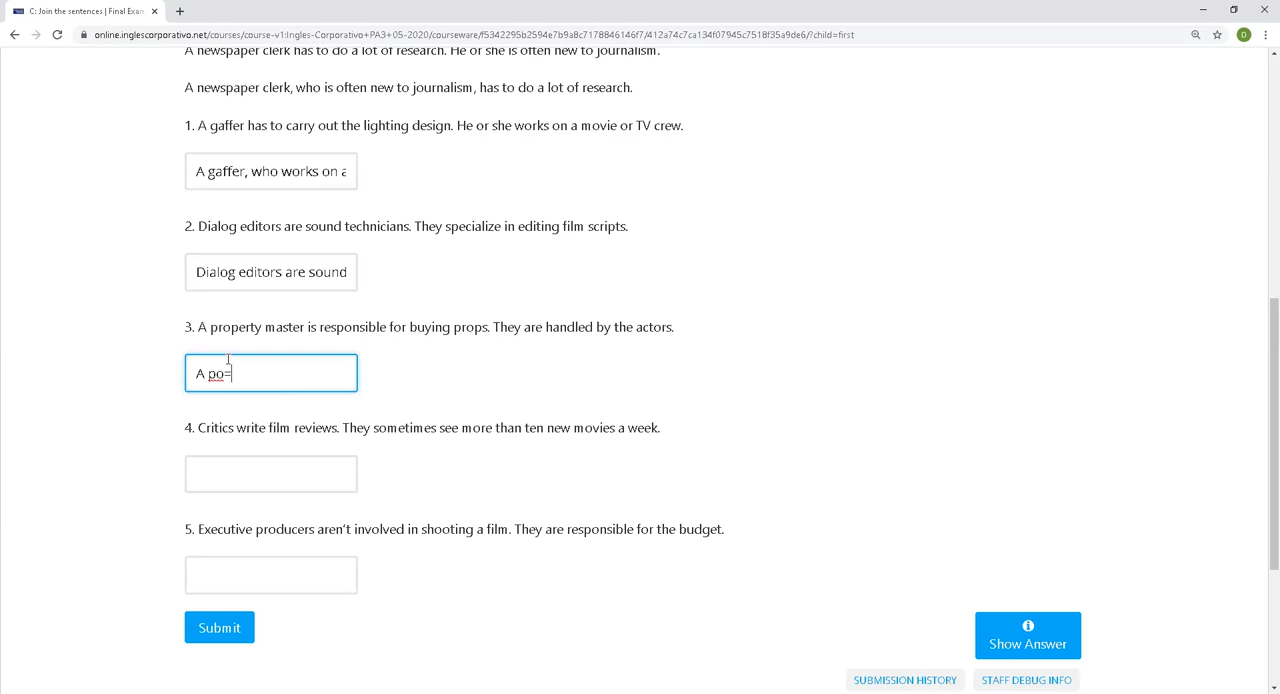 C: Join the sentences | Final Exa
online.inglescorporativo.net/courses/course-v1:Ingles-Corporativo+PA3+05-2020/courseware/f5342295b2594e7b9a8c7178846146f7/412a74c7ca134f07945c7518f35a9de6/?child=first
D
A newspaper clerk has to do a lot of research. He or she is often new to journalism.
A newspaper clerk, who is often new to journalism, has to do a lot of research.
1. A gaffer has to carry out the lighting design. He or she works on a movie or TV crew.
A gaffer, who works on a
2. Dialog editors are sound technicians. They specialize in editing film scripts.
Dialog editors are sound
3. A property master is responsible for buying props. They are handled by the actors.
A po=
4. Critics write film reviews. They sometimes see more than ten new movies a week.
5. Executive producers aren't involved in shooting a film. They are responsible for the budget.
Submit
Show Answer
SUBMISSION HISTORY
STAFF DEBUG INFO